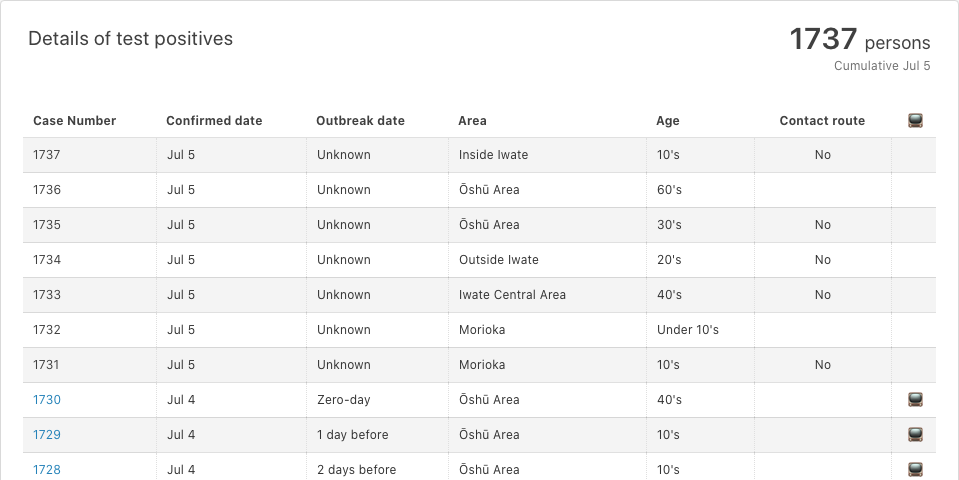 Details of test positives
1737 persons
Cumulative Jul 5
Case Number Confirmed date Outbreak date Area Age Contact route
1737 Jul 5 Unknown Inside Iwate 10's No
1736 Jul 5 Unknown Ōshū Area 60's
1735 Jul 5 Unknown Ōshū Area 30's No
1734 Jul 5 Unknown Outside Iwate 20's No
1733 Jul 5 Unknown Iwate Central Area 40's No
1732 Jul 5 Unknown Morioka Under 10's
1731 Jul 5 Unknown Morioka 10's No
1730 Jul 4 Zero-day Ōshū Area 40's
1729 Jul 4 1 day before Ōshū Area 10's
1728 Jul 4 2 days before Ōshū Area 10's